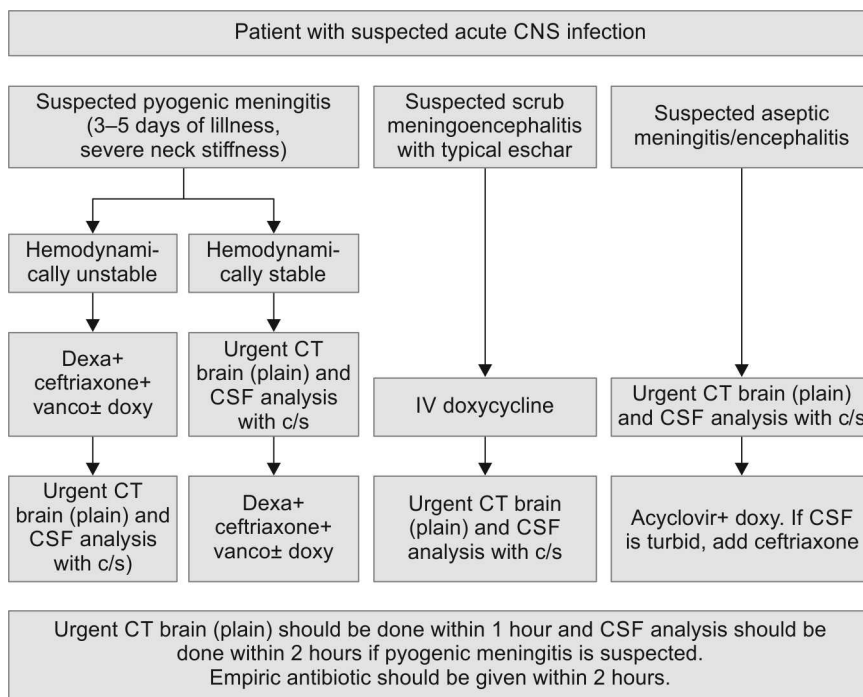 Patient with suspected acute CNS infection
Suspected pyogenic meningitis
(3–5 days of lillness,
severe neck stiffness)
Suspected scrub
meningoencephalitis
with typical eschar
Suspected aseptic
meningitis/encephalitis
Hemodynami-
cally unstable
Hemodynami-
cally stable
Dexa+
ceftriaxone+
vanco± doxy
Urgent CT
brain (plain) and
CSF analysis
with c/s
IV doxycycline
Urgent CT brain (plain)
and CSF analysis with c/s
Urgent CT
brain (plain) and
CSF analysis
with c/s)
Dexa+
ceftriaxone+
vanco± doxy
Urgent CT brain
(plain) and CSF
analysis with c/s
Acyclovir+ doxy. If CSF
is turbid, add ceftriaxone
Urgent CT brain (plain) should be done within 1 hour and CSF analysis should be
done within 2 hours if pyogenic meningitis is suspected.
Empiric antibiotic should be given within 2 hours.